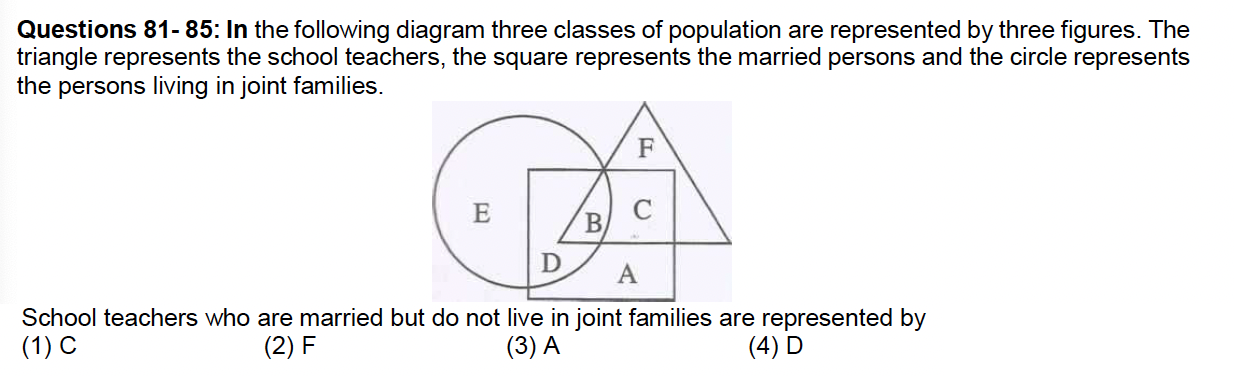 Questions 81- 85: In the following diagram three classes of population are represented by three figures. The
triangle represents the school teachers, the square represents the married persons and the circle represents
the persons living in joint families.
F
E
B
C
D
A
School teachers who are married but do not live in joint families are represented by
(1) C (2) F (3) A (4) D